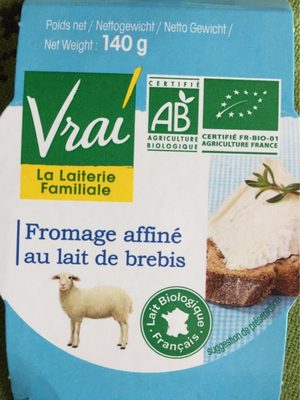 Poids net / Nettogewicht / Netto Gewicht /
Net Weight : 140 g
Vrai
La Laiterie
Familiale
CERTIFIÉ
AB
AGRICULTURE
BIOLOGIQUE
CERTIFIÉ FR-BIO-01
AGRICULTURE FRANCE
Fromage affiné
au lait de brebis
Lait Biologique
Français
suggestion de présentation